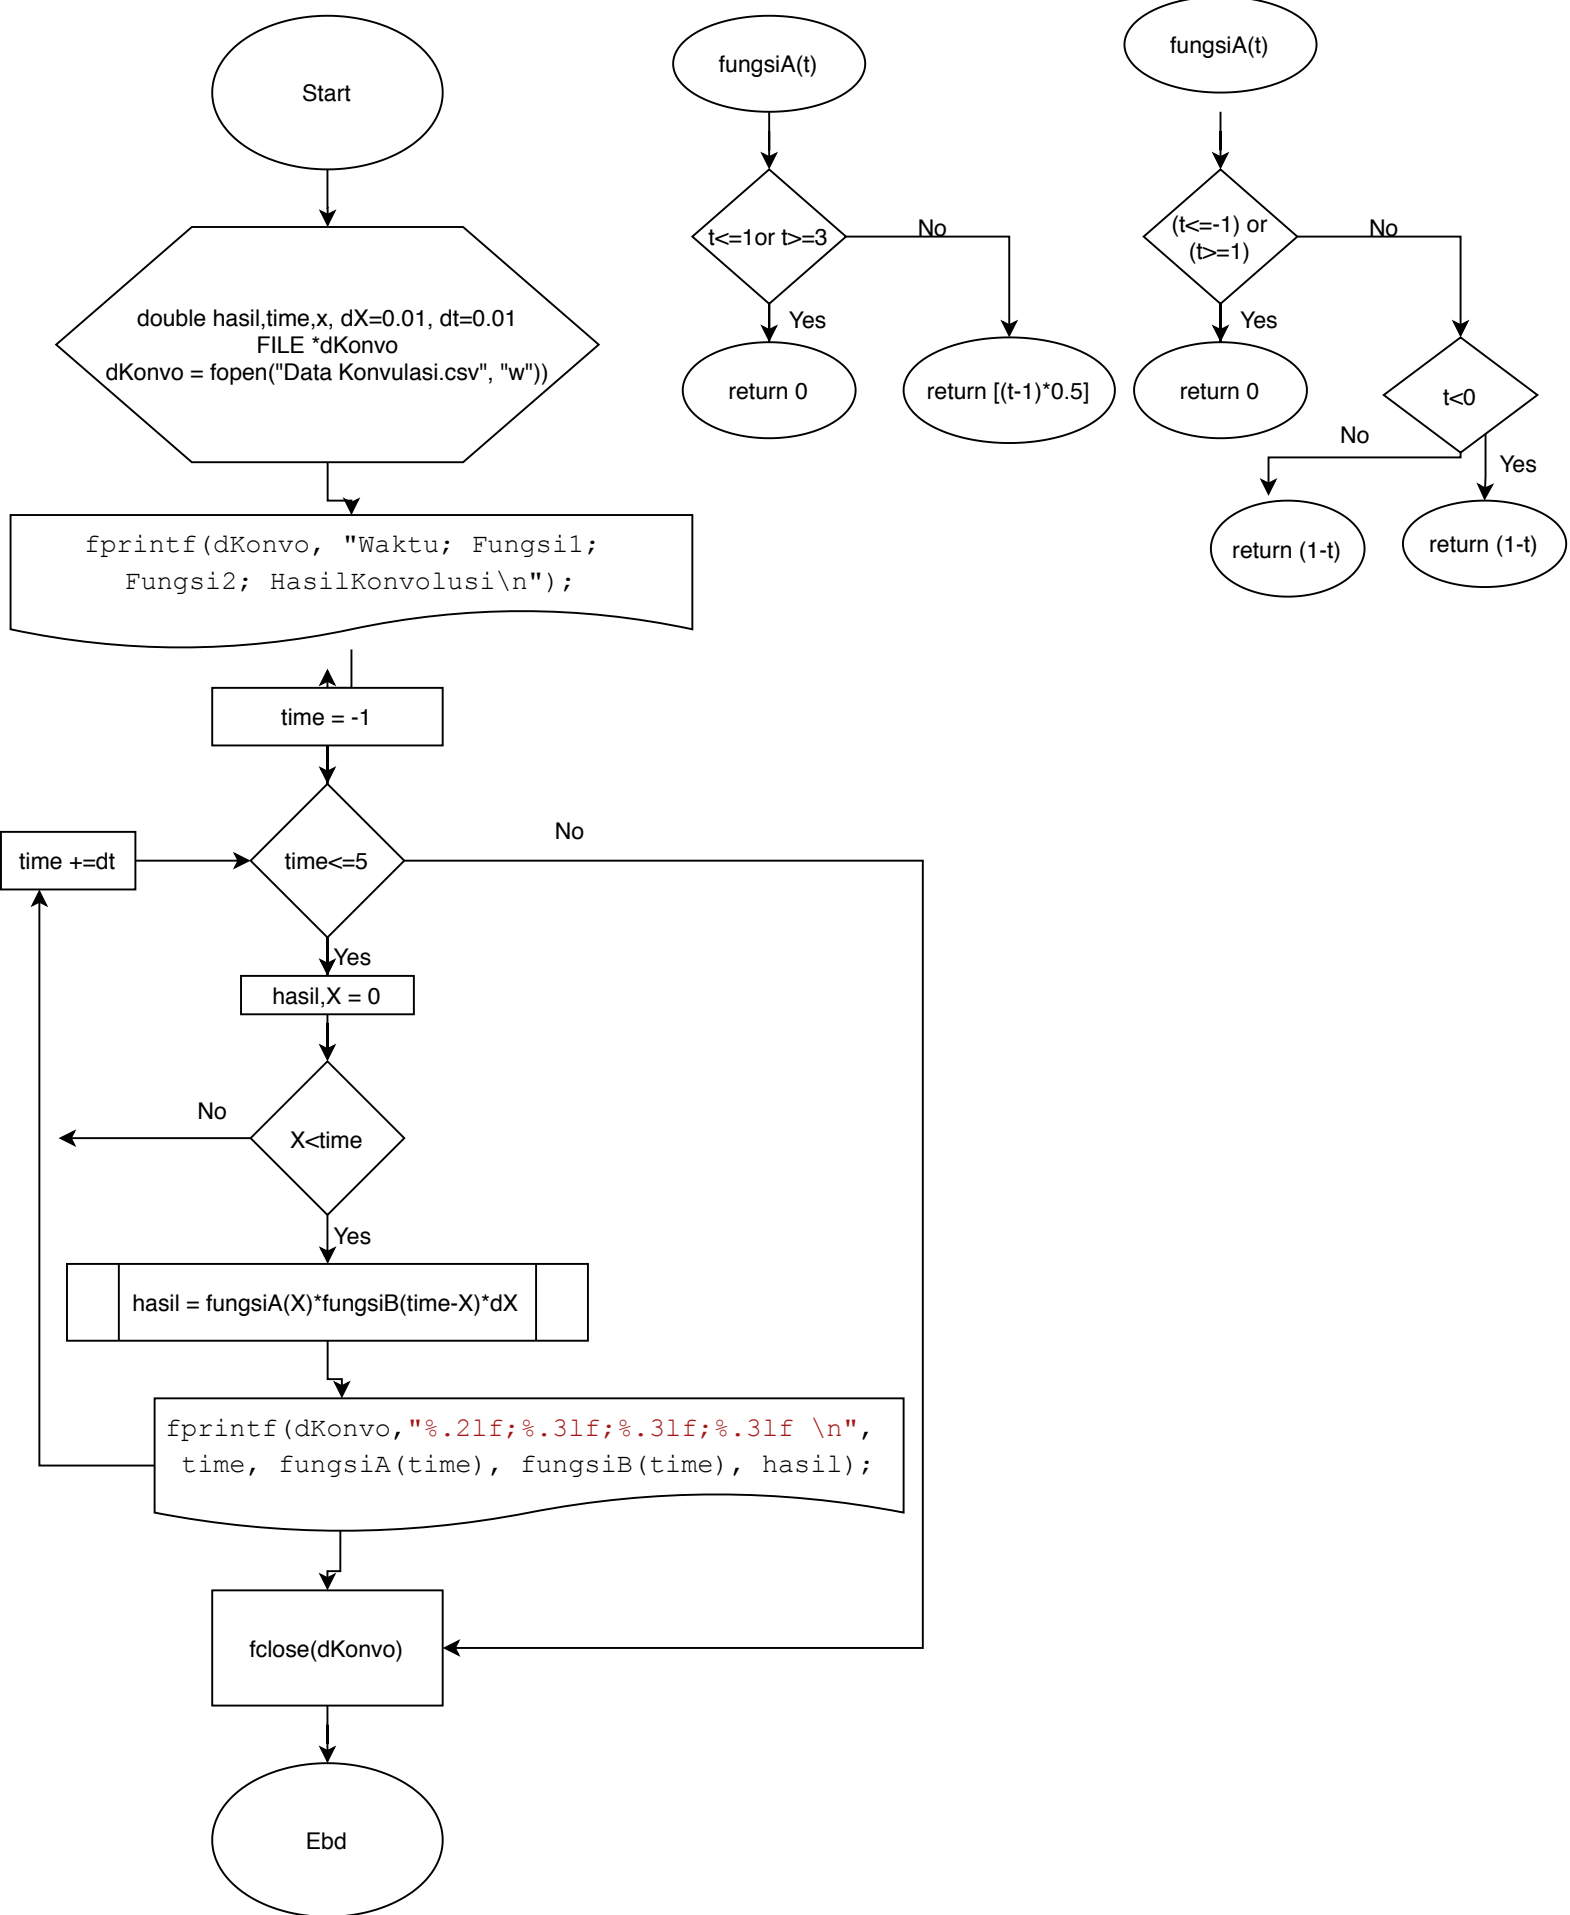 Start
double hasil,time,x, dX=0.01, dt=0.01
FILE *dKonvo
dKonvo = fopen("Data Konvulasi.csv", "w"))
fprintf(dKonvo, "Waktu; Fungsi1;
Fungsi2; HasilKonvolusi\n");
time = -1
time<=5
No
time +=dt
Yes
hasil,X = 0
X<time
No
Yes
hasil = fungsiA(X)*fungsiB(time-X)*dX
fprintf(dKonvo,"%.2lf;%.3lf;%.3lf;%.3lf \n",
time, fungsiA(time), fungsiB(time), hasil);
fclose(dKonvo)
Ebd
fungsiA(t)
t<=1or t>=3
No
Yes
return 0
return [(t-1)*0.5]
fungsiA(t)
(t<=-1) or
(t>=1)
No
Yes
return 0
t<0
No
Yes
return (1-t)
return (1-t)